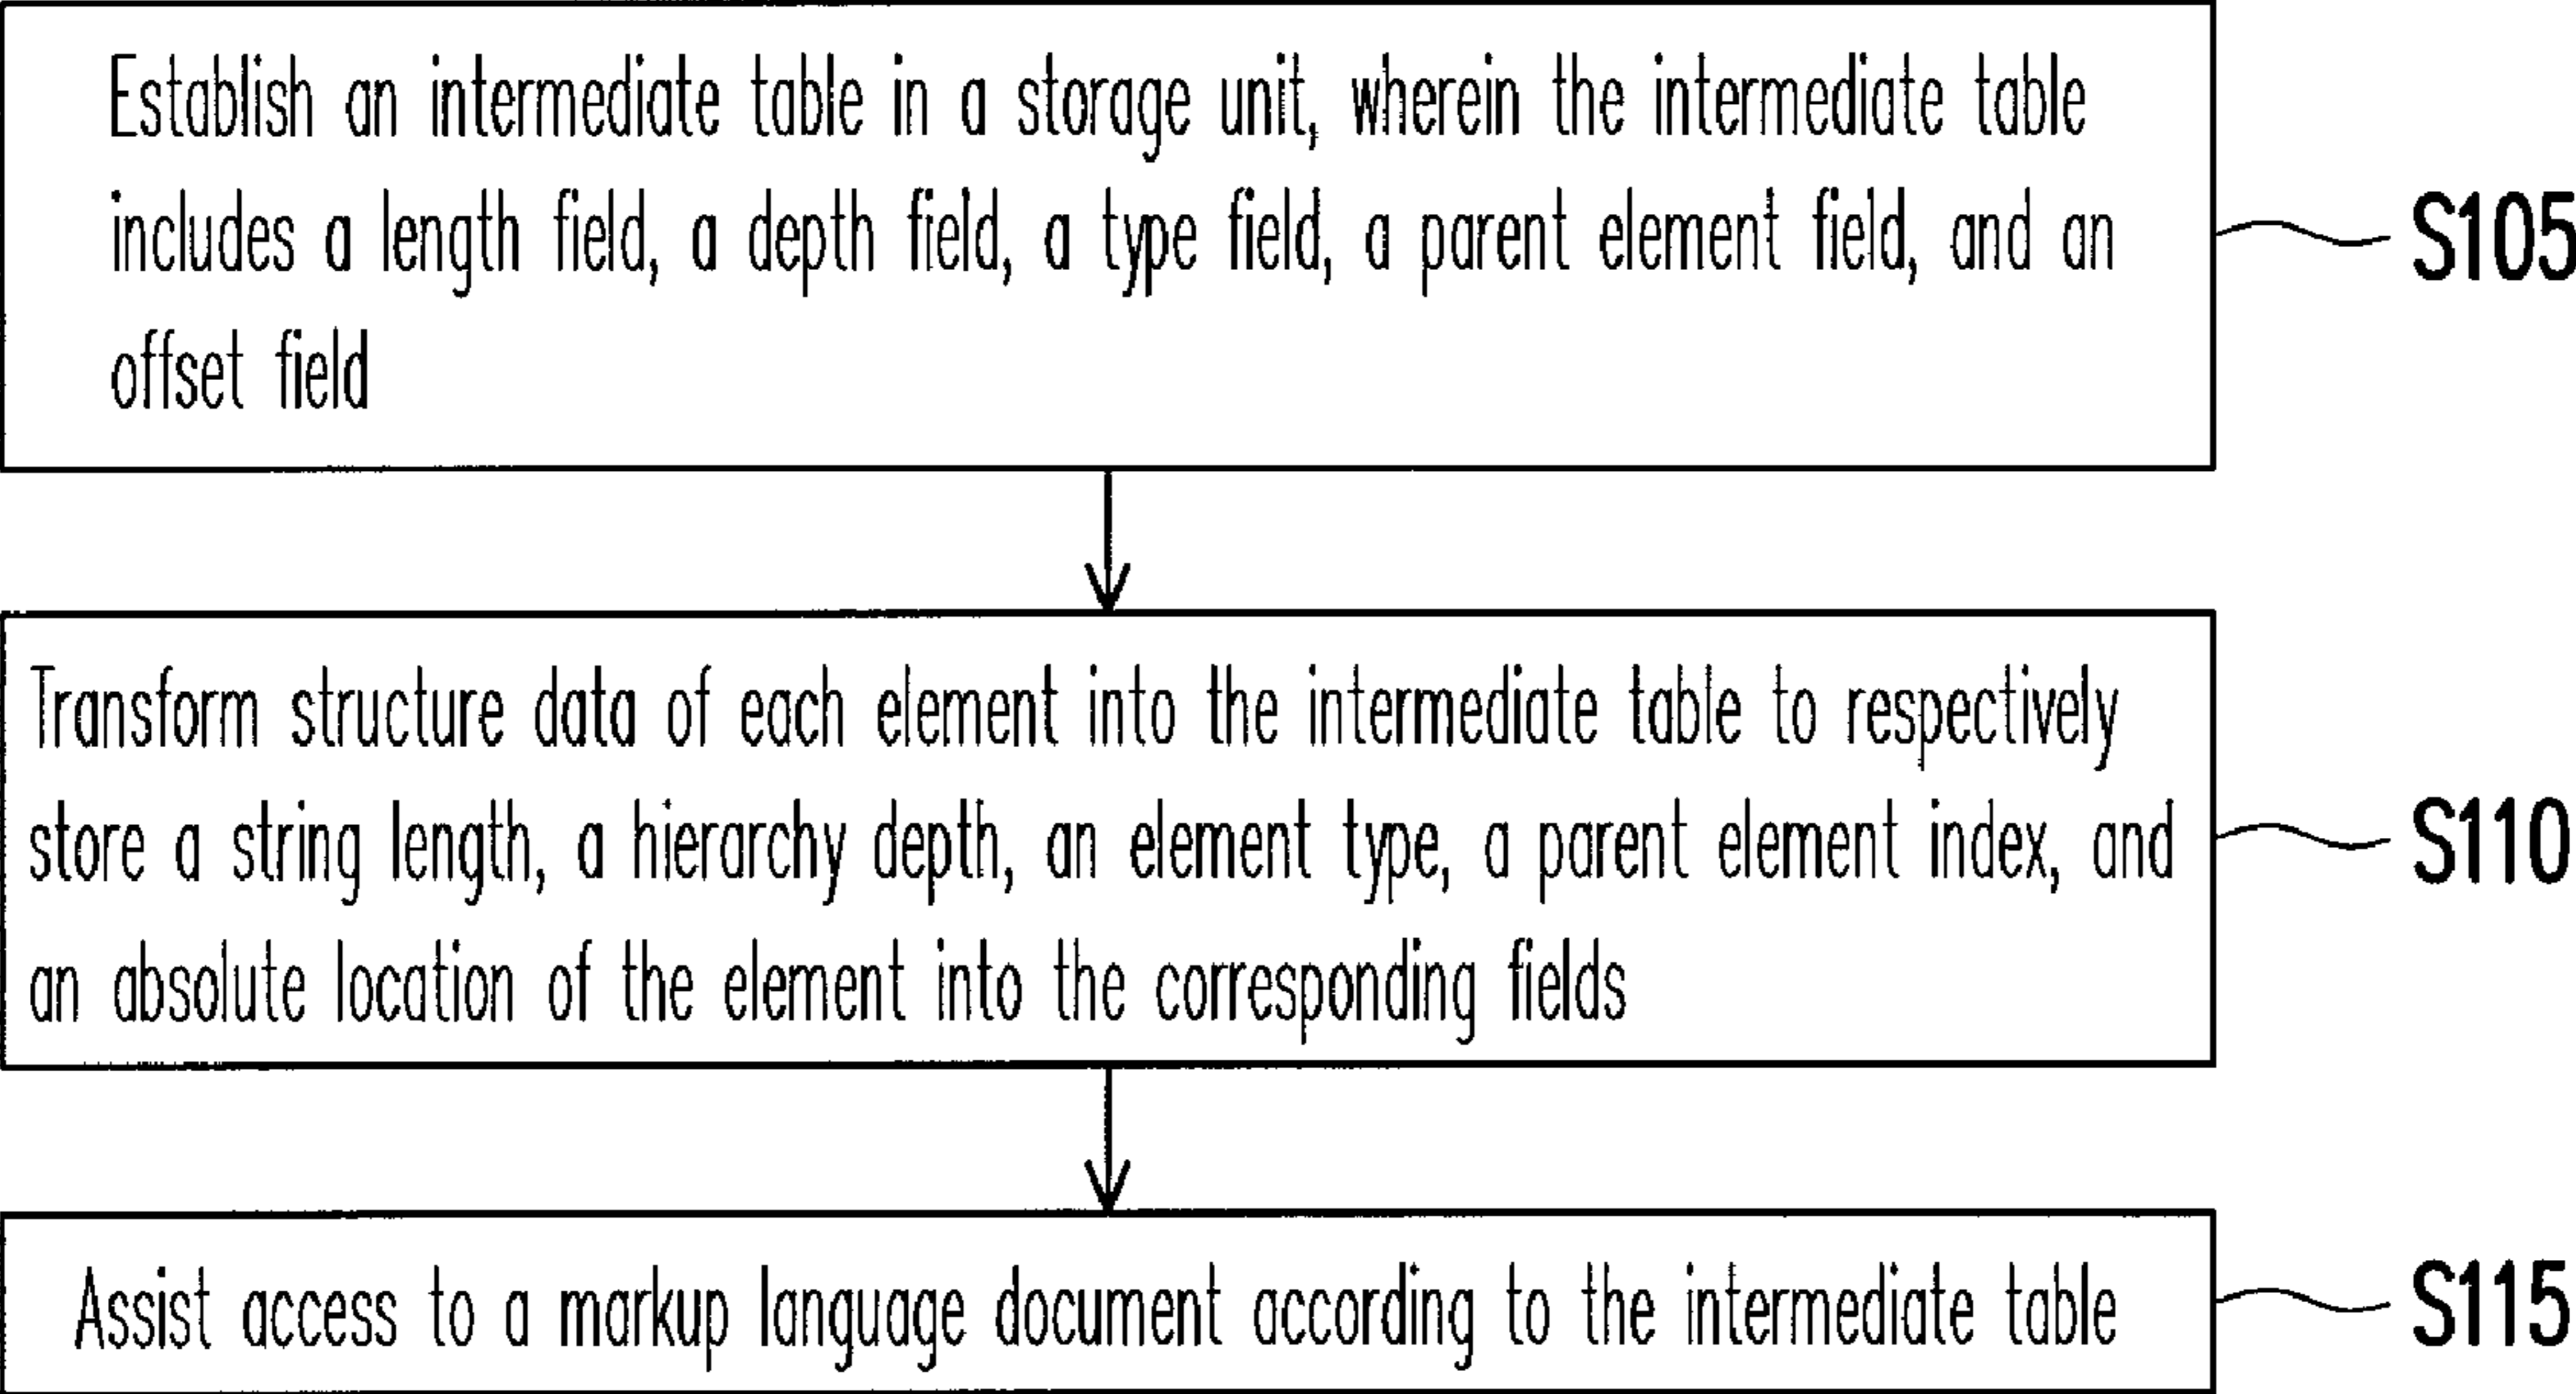 Establish an intermediate table in a storage unit, wherein the intermediate table
includes a length field, a depth field, a type field, a parent element field, and an
offset field
S105
Transform structure data of each element into the intermediate table to respectively
store a string length, a hierarchy depth, an element type, a parent element index, and
an absolute location of the element into the corresponding fields
S110
Assist access to a markup language document according to the intermediate table
S115